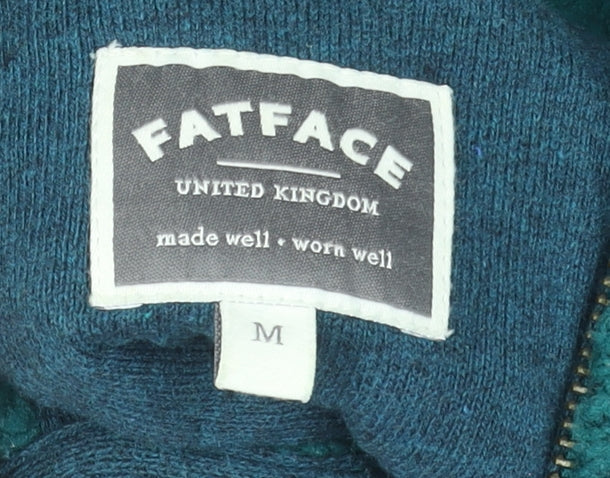 FATFACE
UNITED KINGDOM
made well • worn well
M